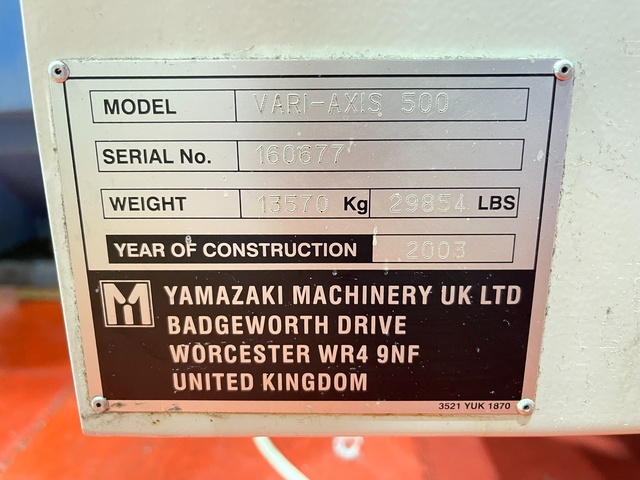 MODEL VARI-AXIS 500
SERIAL No. 160677
WEIGHT 13570 Kg 29854 LBS
YEAR OF CONSTRUCTION 2003
YAMAZAKI MACHINERY UK LTD
BADGEWORTH DRIVE
WORCESTER WR4 9NF
UNITED KINGDOM
3521 YUK 1870